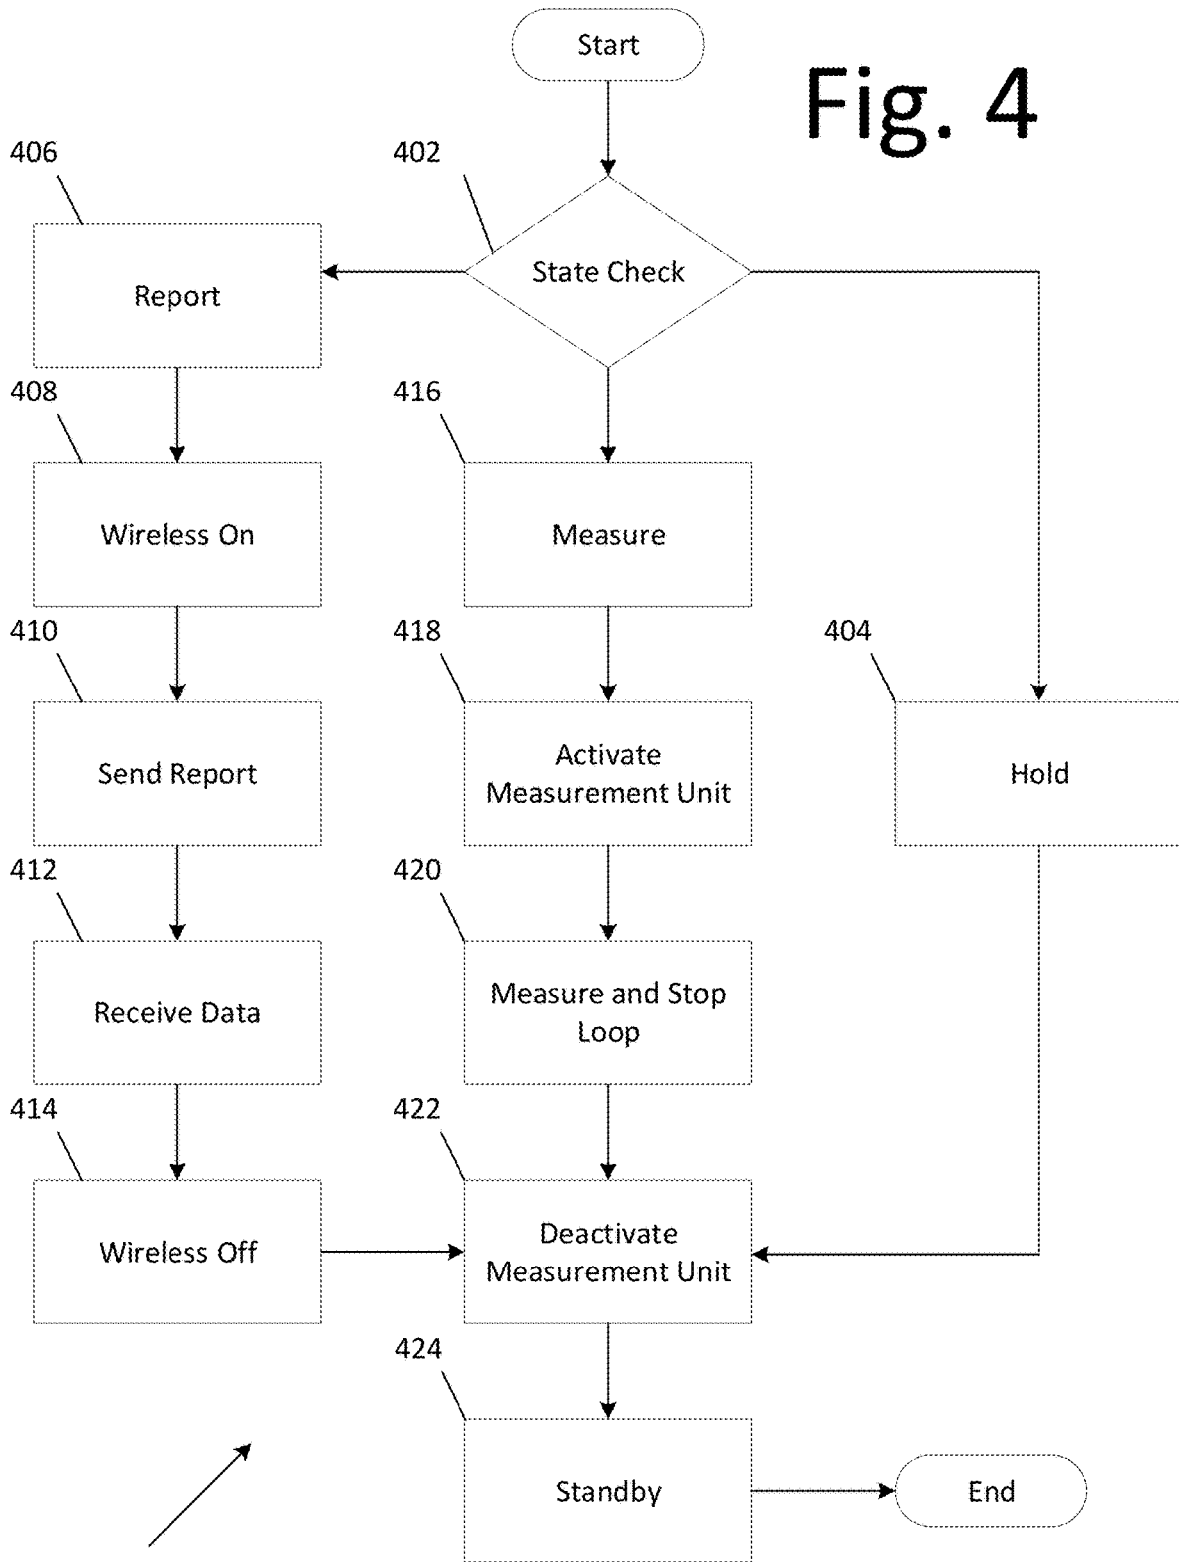 Start
Fig. 4
406
402
State Check
Report
408
416
Wireless On
Measure
410
418
404
Send Report
Activate
Measurement Unit
Hold
412
420
Receive Data
Measure and Stop
Loop
414
422
Wireless Off
Deactivate
Measurement Unit
424
Standby
End